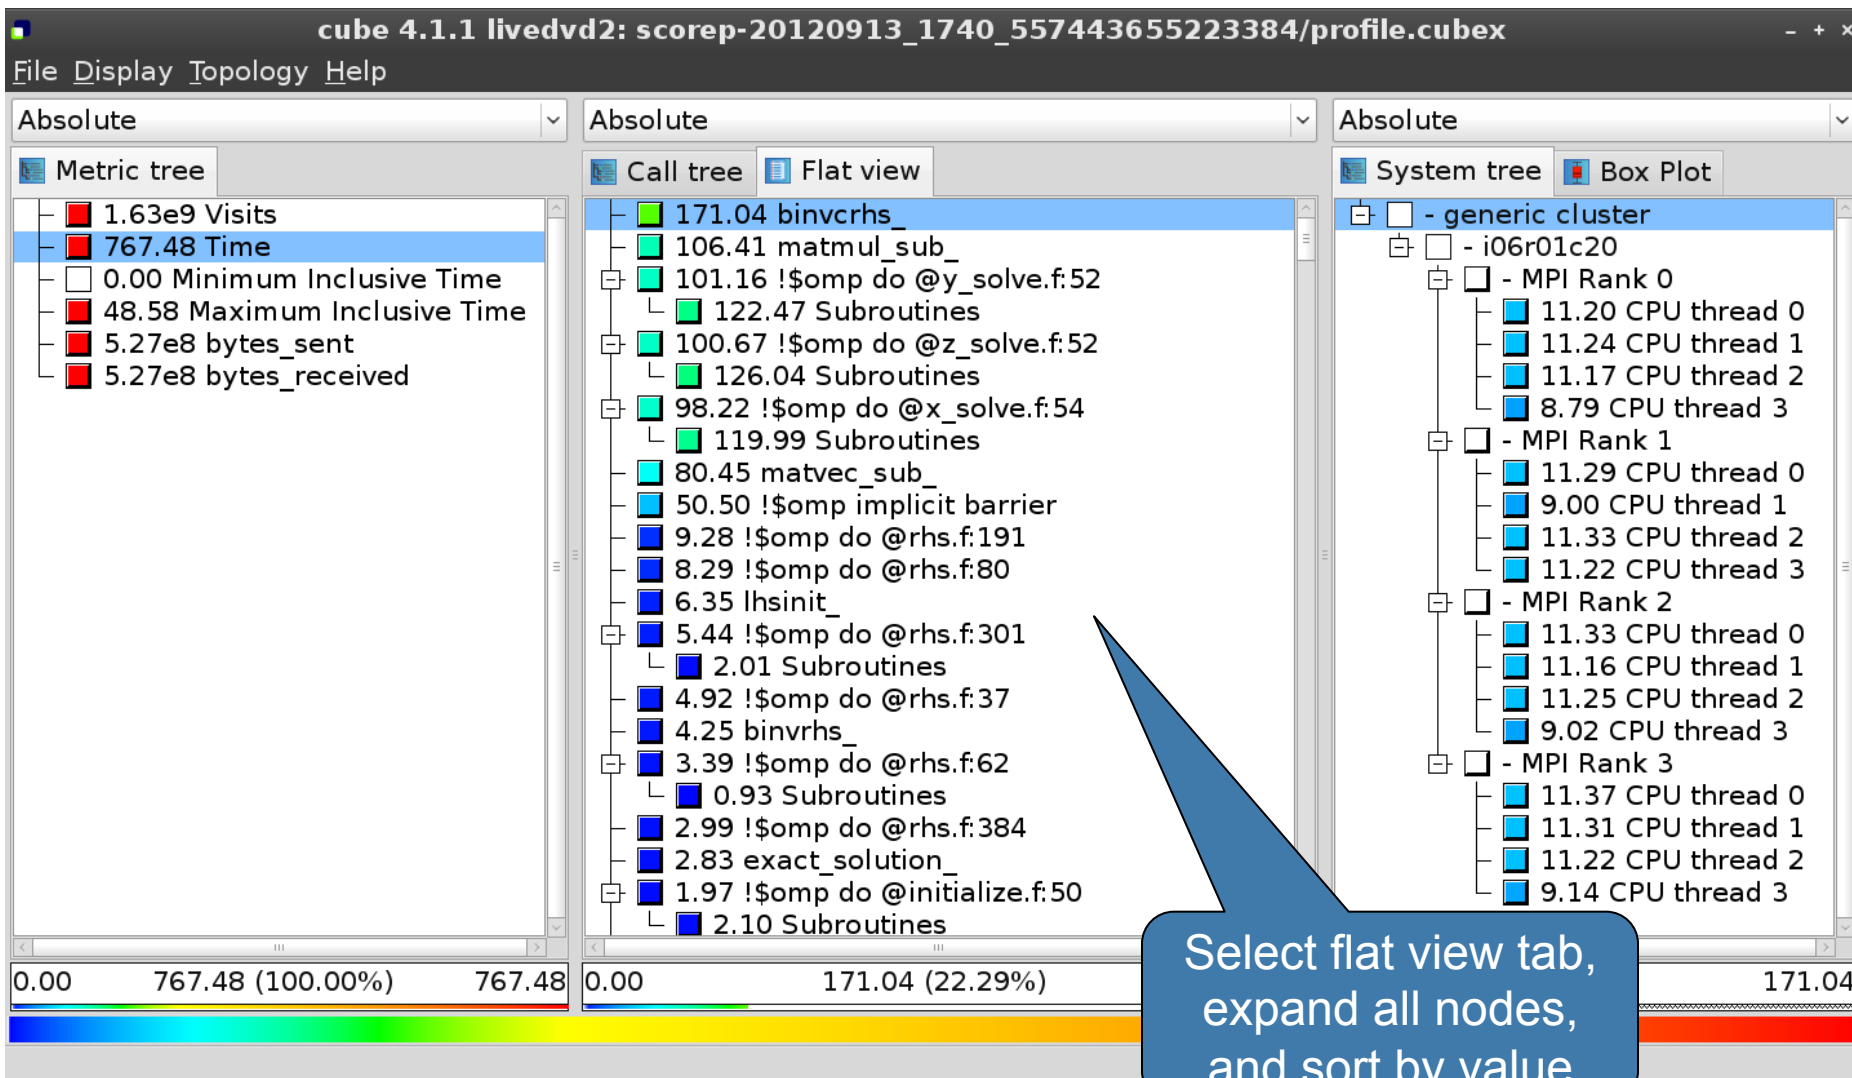 cube 4.1.1 livedvd2: scorep-20120913_1740_557443655223384/profile.cubex
File Display Topology Help
Absolute
Absolute
Absolute
Metric tree
Call tree
Flat view
System tree
Box Plot
1.63e9 Visits
767.48 Time
0.00 Minimum Inclusive Time
48.58 Maximum Inclusive Time
5.27e8 bytes_sent
5.27e8 bytes_received
171.04 binvcrhs_
106.41 matmul_sub_
101.16 !$omp do @y_solve.f:52
122.47 Subroutines
100.67 !$omp do @z_solve.f:52
126.04 Subroutines
98.22 !$omp do @x_solve.f:54
119.99 Subroutines
80.45 matvec_sub_
50.50 !$omp implicit barrier
9.28 !$omp do @rhs.f:191
8.29 !$omp do @rhs.f:80
6.35 lhsinit_
5.44 !$omp do @rhs.f:301
2.01 Subroutines
4.92 !$omp do @rhs.f:37
4.25 binvrhs_
3.39 !$omp do @rhs.f:62
0.93 Subroutines
2.99 !$omp do @rhs.f:384
2.83 exact_solution_
1.97 !$omp do @initialize.f:50
2.10 Subroutines
- generic cluster
- i06r01c20
- MPI Rank 0
11.20 CPU thread 0
11.24 CPU thread 1
11.17 CPU thread 2
8.79 CPU thread 3
- MPI Rank 1
11.29 CPU thread 0
9.00 CPU thread 1
11.33 CPU thread 2
11.22 CPU thread 3
- MPI Rank 2
11.33 CPU thread 0
11.16 CPU thread 1
11.25 CPU thread 2
9.02 CPU thread 3
- MPI Rank 3
11.37 CPU thread 0
11.31 CPU thread 1
11.22 CPU thread 2
9.14 CPU thread 3
0.00 767.48 (100.00%) 767.48
0.00 171.04 (22.29%)
171.04
Select flat view tab,
expand all nodes,
and sort by value